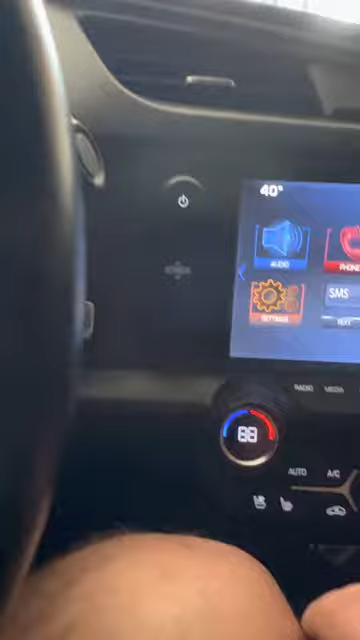 40°
AUDIO
PHONE
SETTINGS
SMS
TEXT
RADIO MEDIA
88
AUTO A/C